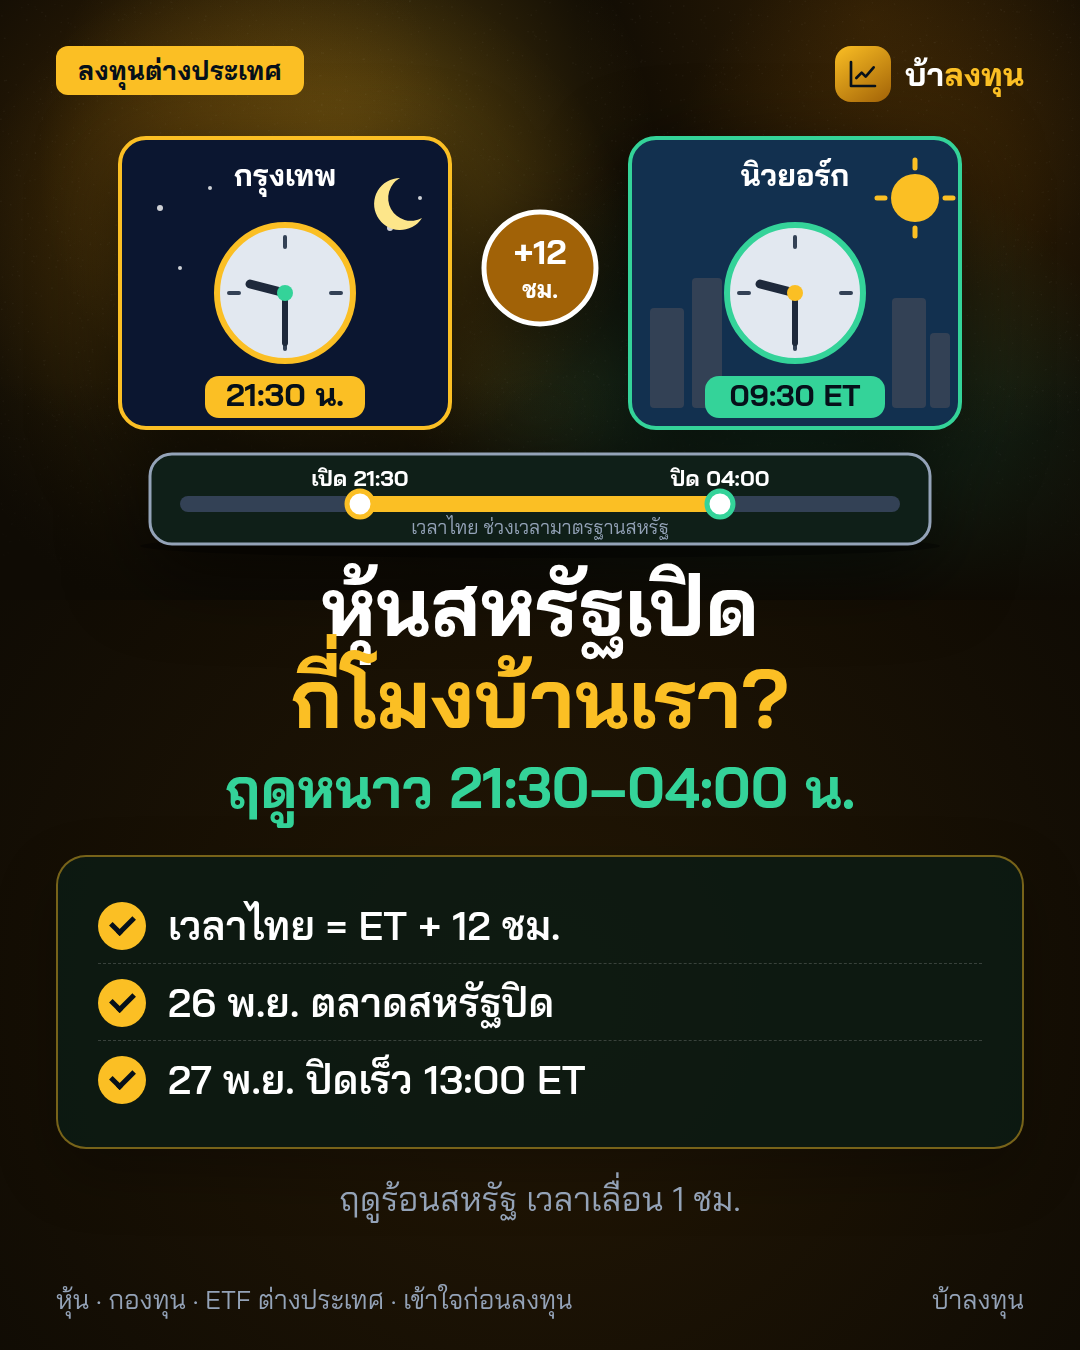 ลงทุนต่างประเทศ
บ้าลงทุน
กรุงเทพ
นิวยอร์ก
+12
ชม.
21:30 น.
09:30 ET
เปิด 21:30
ปิด 04:00
เวลาไทย ช่วงเวลามาตรฐานสหรัฐ
หุ้นสหรัฐเปิด
กี่โมงบ้านเรา?
ฤดูหนาว 21:30–04:00 น.
เวลาไทย = ET + 12 ชม.
26 พ.ย. ตลาดสหรัฐปิด
27 พ.ย. ปิดเร็ว 13:00 ET
ฤดูร้อนสหรัฐ เวลาเลื่อน 1 ชม.
หุ้น · กองทุน · ETF ต่างประเทศ · เข้าใจก่อนลงทุน
บ้าลงทุน